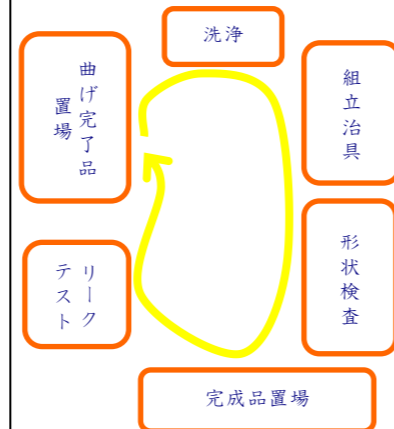 洗浄
曲げ完了品
置場
組立治具
形状検査
リーク
テスト
完成品置場